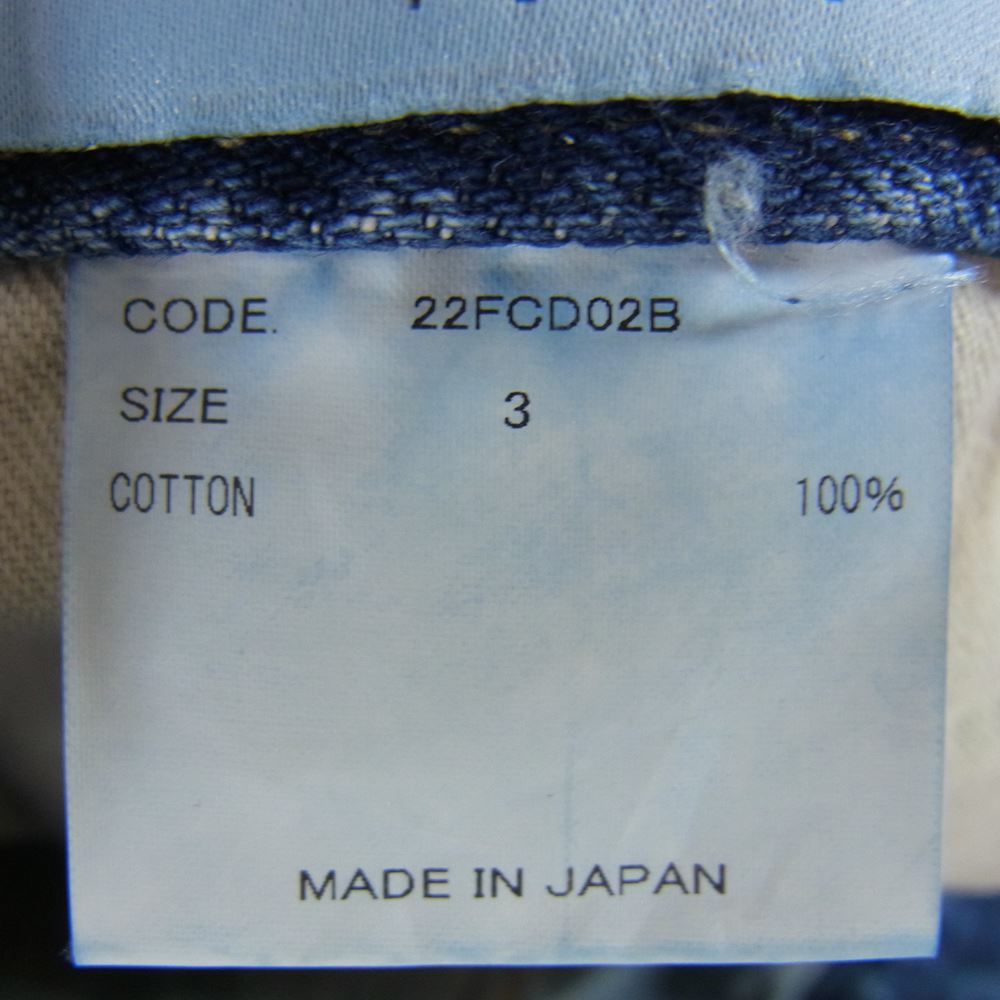 CODE. 22FCD02B
SIZE 3
COTTON 100%
MADE IN JAPAN